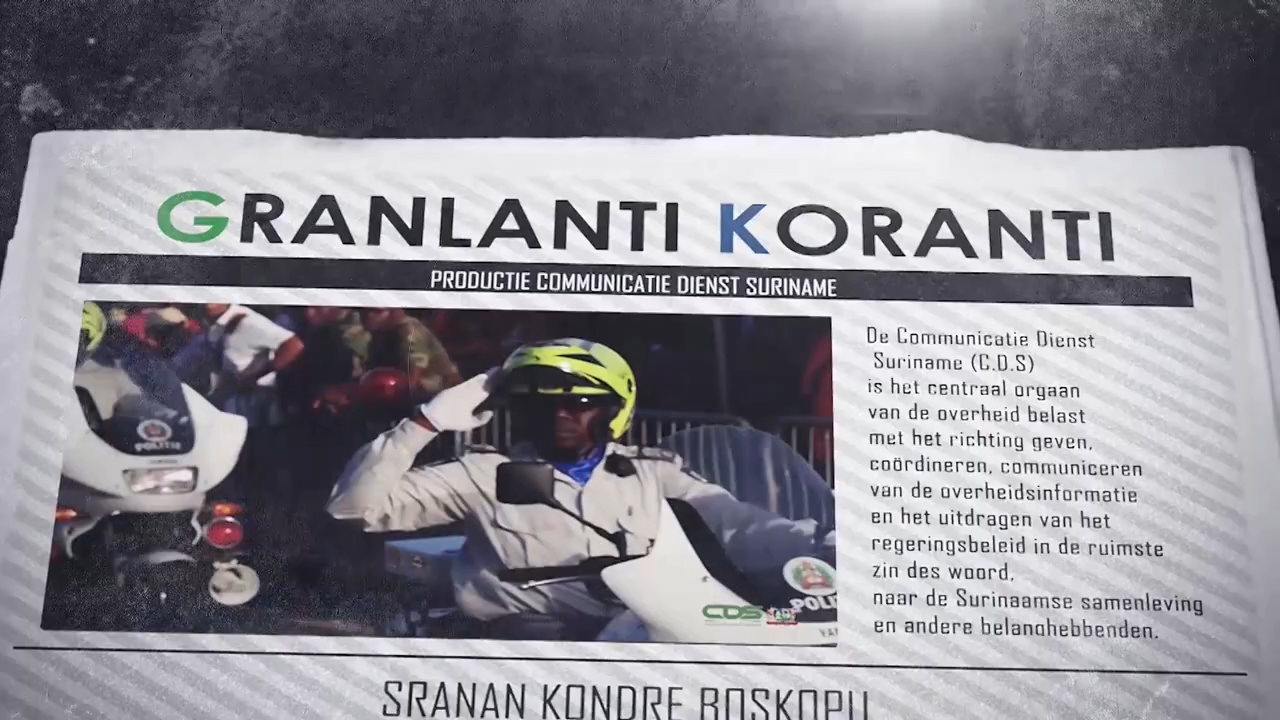 GRANLANTI KORANTI
PRODUCTIE COMMUNICATIE DIENST SURINAME
De Communicatie Dienst
Suriname (C.D.S)
is het centraal orgaan
van de overheid belast
met het richting geven,
coördineren, communiceren
van de overheidsinformatie
en het uitdragen van het
regeringsbeleid in de ruimste
zin des woord,
naar de Surinaamse samenleving
en andere belanghebbenden.
POLITIE
CDS
POLI
YA
SRANAN KONDRE BOSKOPU